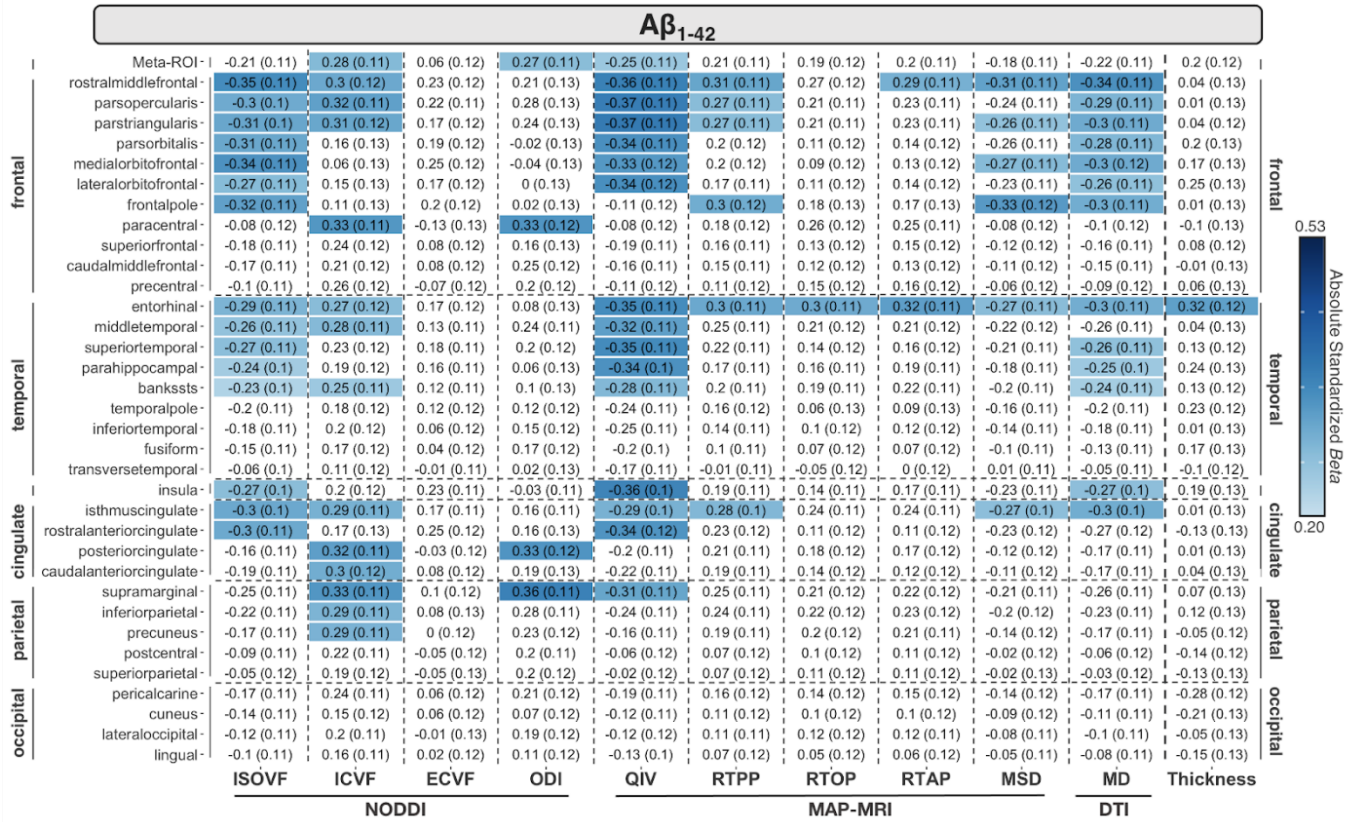 Aβ1-42
Meta-ROI -0.21 (0.11) 0.28 (0.11) 0.06 (0.12) 0.27 (0.11) -0.25 (0.11) 0.21 (0.11) 0.19 (0.12) 0.2 (0.11) -0.18 (0.11) -0.22 (0.11) 0.2 (0.12)
rostralmiddlefrontal -0.35 (0.11) 0.3 (0.12) 0.23 (0.12) 0.21 (0.13) -0.36 (0.11) 0.31 (0.11) 0.27 (0.12) 0.29 (0.11) -0.31 (0.11) -0.34 (0.11) 0.04 (0.13)
parsopercularis -0.3 (0.1) 0.32 (0.11) 0.22 (0.11) 0.28 (0.13) -0.37 (0.11) 0.27 (0.11) 0.21 (0.11) 0.23 (0.11) -0.24 (0.11) -0.29 (0.11) 0.01 (0.13)
parstriangularis -0.31 (0.1) 0.31 (0.12) 0.17 (0.12) 0.24 (0.13) -0.37 (0.11) 0.27 (0.11) 0.21 (0.11) 0.23 (0.11) -0.26 (0.11) -0.3 (0.11) 0.04 (0.12)
parsorbitalis -0.31 (0.11) 0.16 (0.13) 0.19 (0.12) -0.02 (0.13) -0.34 (0.11) 0.2 (0.12) 0.11 (0.12) 0.14 (0.12) -0.26 (0.11) -0.28 (0.11) 0.2 (0.13)
medialorbitofrontal -0.34 (0.11) 0.06 (0.13) 0.25 (0.12) -0.04 (0.13) -0.33 (0.12) 0.2 (0.12) 0.09 (0.12) 0.13 (0.12) -0.27 (0.11) -0.3 (0.12) 0.17 (0.13)
lateralorbitofrontal -0.27 (0.11) 0.15 (0.13) 0.17 (0.12) 0 (0.13) -0.34 (0.12) 0.17 (0.11) 0.11 (0.12) 0.14 (0.12) -0.23 (0.11) -0.26 (0.11) 0.25 (0.13)
frontalpole -0.32 (0.11) 0.11 (0.13) 0.2 (0.12) 0.02 (0.13) -0.11 (0.12) 0.3 (0.12) 0.18 (0.13) 0.17 (0.13) -0.33 (0.12) -0.3 (0.11) 0.01 (0.13)
paracentral -0.08 (0.12) 0.33 (0.11) -0.13 (0.13) 0.33 (0.12) -0.08 (0.12) 0.18 (0.12) 0.26 (0.12) 0.25 (0.11) -0.08 (0.12) -0.1 (0.12) -0.1 (0.13)
superiorfrontal -0.18 (0.11) 0.24 (0.12) 0.08 (0.12) 0.16 (0.13) -0.19 (0.11) 0.16 (0.11) 0.13 (0.12) 0.15 (0.12) -0.12 (0.11) -0.16 (0.11) 0.08 (0.12)
caudalmiddlefrontal -0.17 (0.11) 0.21 (0.12) 0.08 (0.12) 0.25 (0.12) -0.16 (0.11) 0.15 (0.11) 0.12 (0.12) 0.13 (0.12) -0.11 (0.12) -0.15 (0.11) -0.01 (0.13)
precentral -0.1 (0.11) 0.26 (0.12) -0.07 (0.12) 0.2 (0.12) -0.11 (0.12) 0.11 (0.12) 0.15 (0.12) 0.16 (0.12) -0.06 (0.12) -0.09 (0.12) 0.06 (0.13)
frontal
frontal
entorhinal -0.29 (0.11) 0.27 (0.12) 0.17 (0.12) 0.08 (0.13) -0.35 (0.11) 0.3 (0.11) 0.3 (0.11) 0.32 (0.11) -0.27 (0.11) -0.3 (0.11) 0.32 (0.12)
middletemporal -0.26 (0.11) 0.28 (0.11) 0.13 (0.11) 0.24 (0.11) -0.32 (0.11) 0.25 (0.11) 0.21 (0.12) 0.21 (0.12) -0.22 (0.11) -0.26 (0.11) 0.04 (0.13)
superiortemporal -0.27 (0.11) 0.23 (0.12) 0.18 (0.11) 0.2 (0.12) -0.35 (0.11) 0.22 (0.11) 0.14 (0.12) 0.16 (0.12) -0.21 (0.11) -0.26 (0.11) 0.13 (0.12)
parahippocampal -0.24 (0.1) 0.19 (0.12) 0.16 (0.11) 0.06 (0.13) -0.34 (0.1) 0.17 (0.11) 0.16 (0.11) 0.19 (0.11) -0.18 (0.11) -0.25 (0.1) 0.24 (0.13)
bankssts -0.23 (0.1) 0.25 (0.11) 0.12 (0.11) 0.1 (0.13) -0.28 (0.11) 0.2 (0.11) 0.19 (0.11) 0.22 (0.11) -0.2 (0.11) -0.24 (0.11) 0.13 (0.12)
temporalpole -0.2 (0.11) 0.18 (0.12) 0.12 (0.12) 0.12 (0.12) -0.24 (0.11) 0.16 (0.12) 0.06 (0.13) 0.09 (0.13) -0.16 (0.11) -0.2 (0.11) 0.23 (0.12)
inferiortemporal -0.18 (0.11) 0.2 (0.12) 0.06 (0.12) 0.15 (0.12) -0.25 (0.11) 0.14 (0.11) 0.1 (0.12) 0.12 (0.12) -0.14 (0.11) -0.18 (0.11) 0.01 (0.13)
fusiform -0.15 (0.11) 0.17 (0.12) 0.04 (0.12) 0.17 (0.12) -0.2 (0.1) 0.1 (0.11) 0.07 (0.12) 0.07 (0.12) -0.1 (0.11) -0.13 (0.11) 0.17 (0.13)
transversetemporal -0.06 (0.1) 0.11 (0.12) -0.01 (0.11) 0.02 (0.13) -0.17 (0.11) -0.01 (0.11) -0.05 (0.12) 0 (0.12) 0.01 (0.11) -0.05 (0.11) -0.1 (0.12)
temporal
temporal
insula -0.27 (0.1) 0.2 (0.12) 0.23 (0.11) -0.03 (0.11) -0.36 (0.1) 0.19 (0.11) 0.14 (0.11) 0.17 (0.11) -0.23 (0.11) -0.27 (0.1) 0.19 (0.13)
isthmuscingulate -0.3 (0.1) 0.29 (0.11) 0.17 (0.11) 0.16 (0.11) -0.29 (0.1) 0.28 (0.1) 0.24 (0.11) 0.24 (0.11) -0.27 (0.1) -0.3 (0.1) 0.01 (0.13)
rostralanteriorcingulate -0.3 (0.11) 0.17 (0.13) 0.25 (0.12) 0.16 (0.13) -0.34 (0.12) 0.23 (0.12) 0.14 (0.12) 0.16 (0.12) -0.23 (0.12) -0.27 (0.12) -0.13 (0.13)
posteriorcingulate -0.16 (0.11) 0.32 (0.11) -0.03 (0.12) 0.33 (0.12) -0.2 (0.11) 0.21 (0.11) 0.18 (0.12) 0.17 (0.12) -0.12 (0.12) -0.17 (0.11) 0.01 (0.13)
caudalanteriorcingulate -0.19 (0.11) 0.3 (0.12) 0.08 (0.12) 0.19 (0.13) -0.22 (0.11) 0.19 (0.11) 0.14 (0.12) 0.12 (0.12) -0.11 (0.12) -0.17 (0.11) 0.04 (0.13)
cingulate
cingulate
supramarginal -0.25 (0.11) 0.33 (0.11) 0.1 (0.12) 0.36 (0.11) -0.31 (0.11) 0.25 (0.11) 0.21 (0.12) 0.22 (0.11) -0.21 (0.11) -0.26 (0.11) 0.07 (0.13)
inferiorparietal -0.22 (0.11) 0.29 (0.11) 0.08 (0.13) 0.28 (0.11) -0.24 (0.11) 0.24 (0.11) 0.22 (0.12) 0.23 (0.12) -0.2 (0.12) -0.23 (0.11) 0.12 (0.13)
precuneus -0.17 (0.11) 0.29 (0.11) 0 (0.12) 0.23 (0.12) -0.16 (0.11) 0.19 (0.11) 0.2 (0.12) 0.21 (0.11) -0.14 (0.12) -0.17 (0.11) -0.05 (0.12)
postcentral -0.09 (0.11) 0.22 (0.11) -0.05 (0.12) 0.2 (0.11) -0.06 (0.12) 0.07 (0.12) 0.1 (0.12) 0.11 (0.12) -0.02 (0.12) -0.06 (0.12) -0.14 (0.12)
superiorparietal -0.05 (0.12) 0.19 (0.12) -0.05 (0.13) 0.2 (0.12) -0.02 (0.12) 0.07 (0.12) 0.11 (0.12) 0.11 (0.12) -0.02 (0.13) -0.03 (0.12) -0.13 (0.13)
parietal
parietal
pericalcarine -0.17 (0.11) 0.24 (0.11) 0.06 (0.12) 0.21 (0.12) -0.19 (0.11) 0.16 (0.12) 0.14 (0.12) 0.15 (0.12) -0.14 (0.12) -0.17 (0.11) -0.28 (0.12)
cuneus -0.14 (0.11) 0.15 (0.12) 0.06 (0.12) 0.07 (0.12) -0.12 (0.11) 0.11 (0.12) 0.1 (0.12) 0.1 (0.12) -0.09 (0.12) -0.11 (0.11) -0.21 (0.13)
lateraloccipital -0.12 (0.11) 0.2 (0.11) -0.01 (0.13) 0.19 (0.12) -0.12 (0.12) 0.11 (0.11) 0.11 (0.12) 0.12 (0.12) -0.08 (0.11) -0.1 (0.11) -0.05 (0.13)
lingual -0.1 (0.11) 0.16 (0.11) 0.02 (0.12) 0.11 (0.12) -0.13 (0.1) 0.07 (0.12) 0.05 (0.12) 0.06 (0.12) -0.05 (0.11) -0.08 (0.11) -0.15 (0.13)
occipital
occipital
ISOVF ICVF ECVF ODI QIV RTPP RTOP RTAP MSD MD Thickness
NODDI MAP-MRI DTI
0.53
Absolute Standardized Beta
0.20